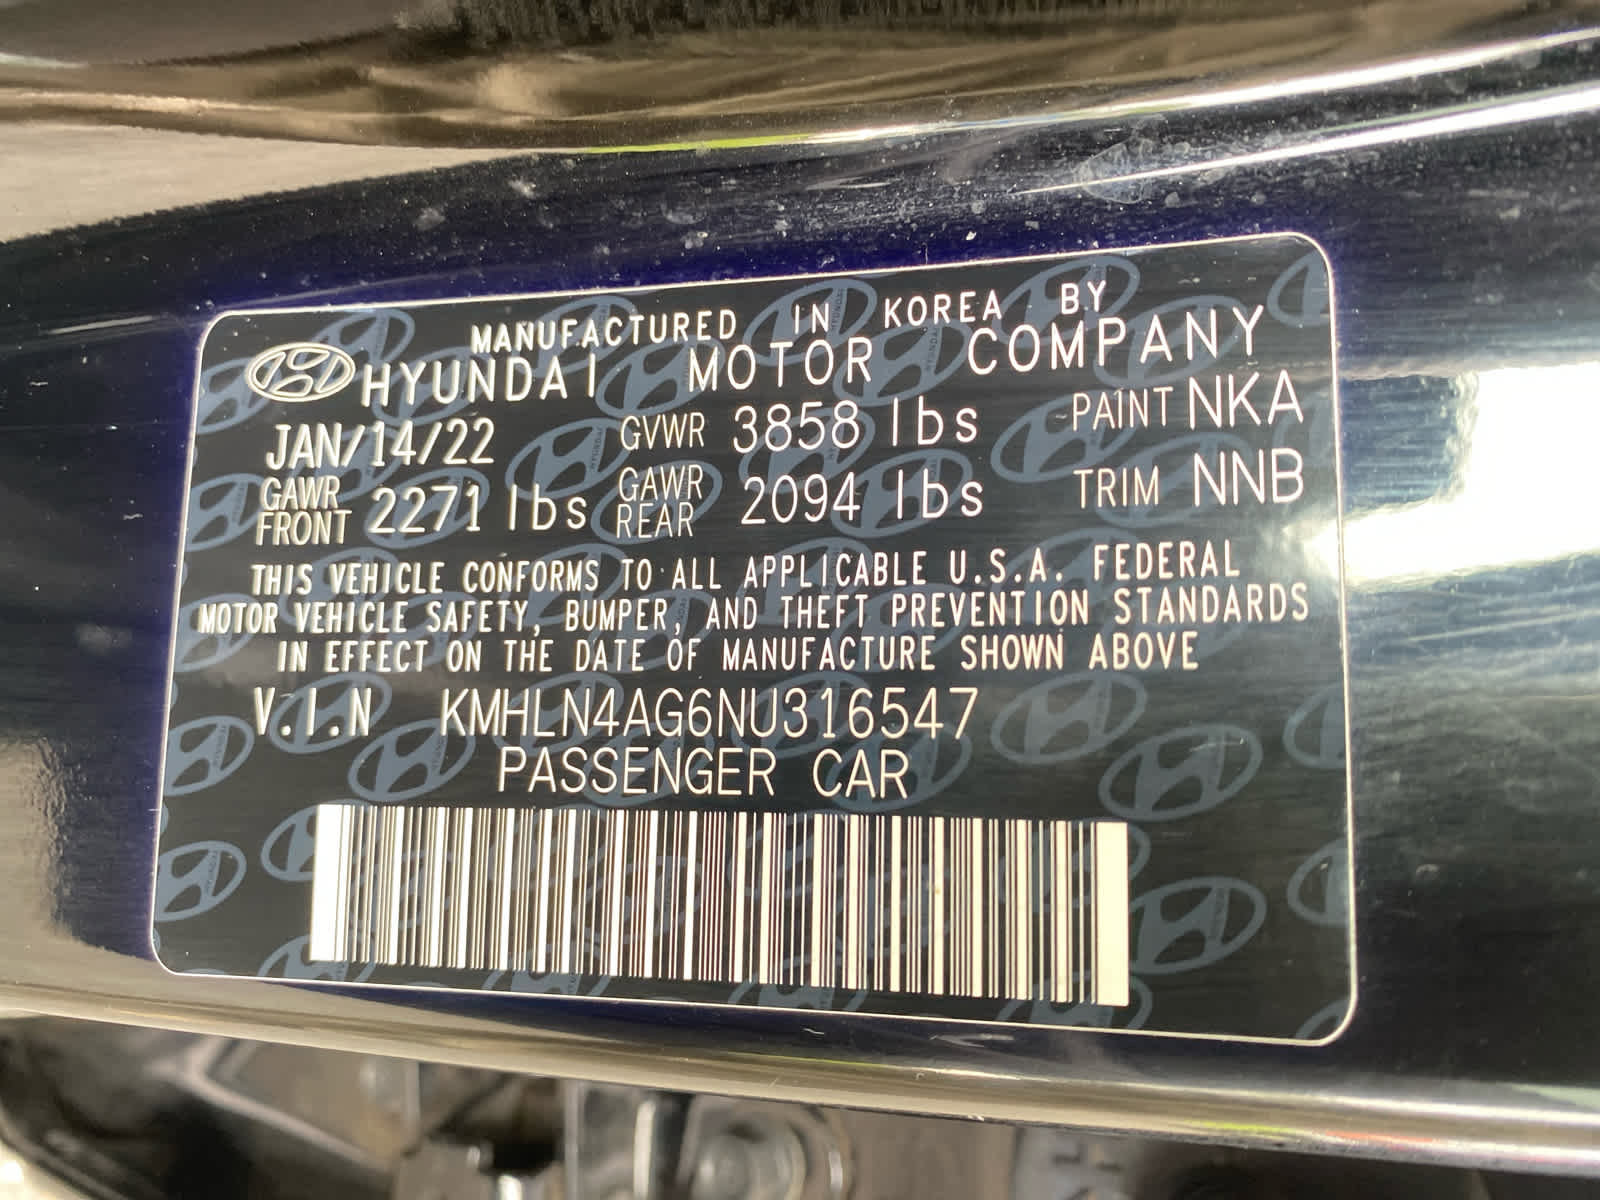 MANUFACTURED IN KOREA BY
HYUNDAI MOTOR COMPANY
JAN/14/22 GVWR 3858 lbs PAINT NKA
GAWR FRONT 2271 lbs GAWR REAR 2094 lbs TRIM NNB
THIS VEHICLE CONFORMS TO ALL APPLICABLE U.S.A. FEDERAL
MOTOR VEHICLE SAFETY, BUMPER, AND THEFT PREVENTION STANDARDS
IN EFFECT ON THE DATE OF MANUFACTURE SHOWN ABOVE
V.I.N KMHLN4AG6NU316547
PASSENGER CAR